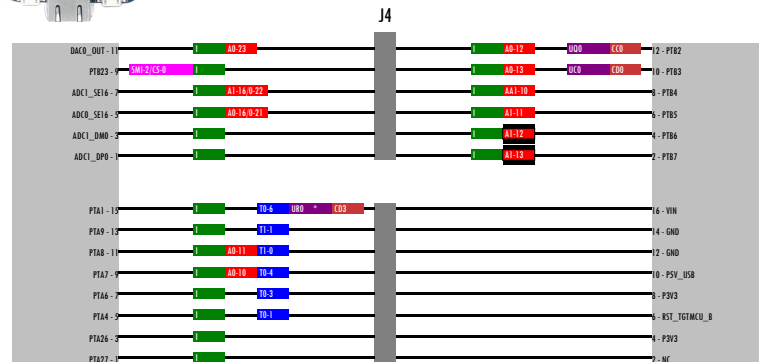 J4
DAC0_OUT - 11 I A0-23 I A0-12 UQ0 CC0 12 - PTB2
PTB23 - 9 SMI-2/CS-0 I I A0-13 UC0 CD0 10 - PTB3
ADC1_SE16 - 7 I A1-16/0-22 I AA1-10 8 - PTB4
ADC0_SE16 - 5 I A0-16/0-21 I A1-11 6 - PTB5
ADC1_DM0 - 3 I I A1-12 4 - PTB6
ADC1_DP0 - 1 I I A1-13 2 - PTB7
PTA1 - 15 I T0-6 UR0 * CD3 16 - VIN
PTA9 - 13 I T1-1 14 - GND
PTA8 - 11 I A0-11 T1-0 12 - GND
PTA7 - 9 I A0-10 T0-4 10 - P5V_USB
PTA6 - 7 I T0-3 8 - P3V3
PTA4 - 5 I T0-1 6 - RST_TGTMCU_B
PTA26 - 3 I 4 - P3V3
PTA27 - 1 I 2 - NC